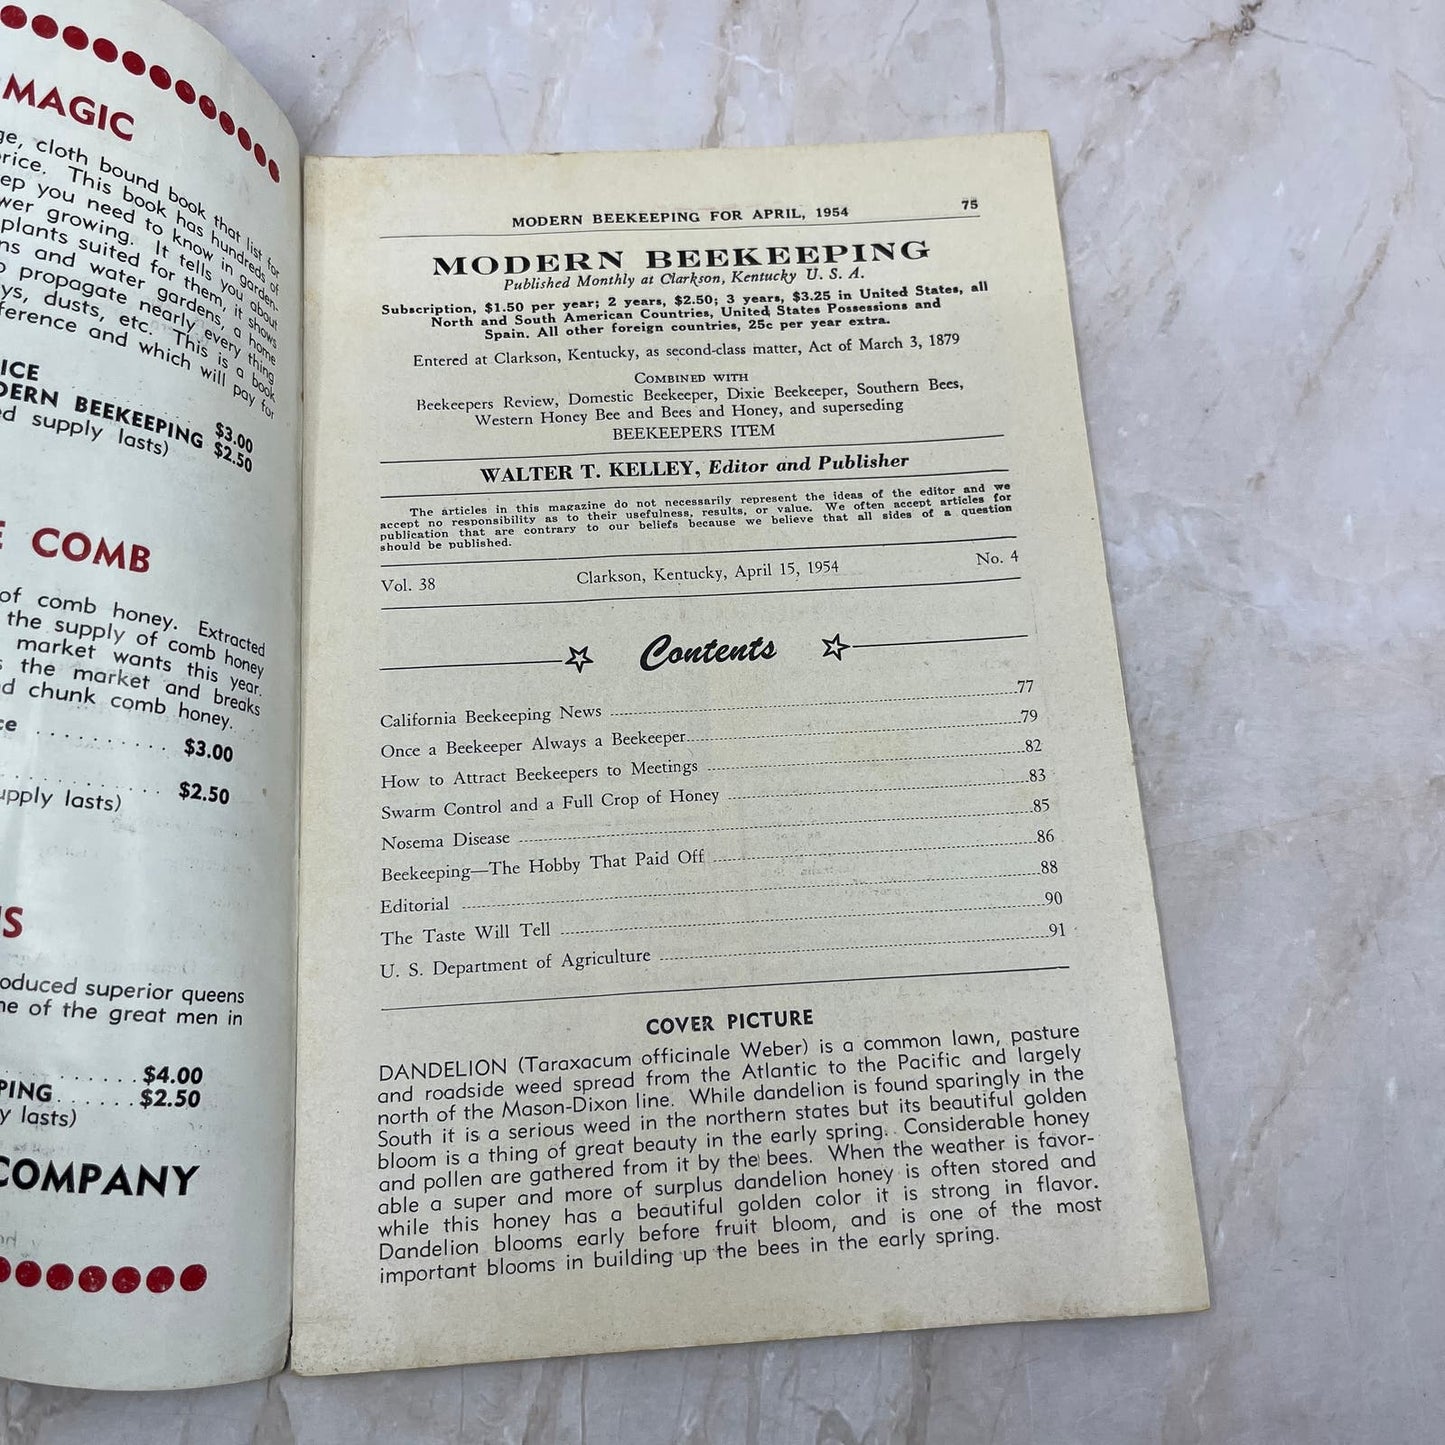 MAGIC
ge, cloth bound book that list for
price. This book has hundreds of
ep you need to know in garden-
wer growing. It tells you about
plants suited for them, it shows
ns and water gardens, a home
o propagate nearly every thing
ys, dusts, etc. This is a book
ference and which will pay for
ICE $3.00
DERN BEEKEEPING $2.50
ed supply lasts)
E COMB
of comb honey. Extracted
the supply of comb honey
market wants this year.
s the market and breaks
nd chunk comb honey.
ce .......... $3.00
.......... $2.50
upply lasts)
NS
oduced superior queens
ne of the great men in
....... $4.00
PING....... $2.50
y lasts)
COMPANY
MODERN BEEKEEPING FOR APRIL, 1954 75
MODERN BEEKEEPING
Published Monthly at Clarkson, Kentucky U. S. A.
Subscription, $1.50 per year; 2 years, $2.50; 3 years, $3.25 in United States, all
North and South American Countries, United States Possessions and
Spain. All other foreign countries, 25c per year extra.
Entered at Clarkson, Kentucky, as second-class matter, Act of March 3, 1879
COMBINED WITH
Beekeepers Review, Domestic Beekeeper, Dixie Beekeeper, Southern Bees,
Western Honey Bee and Bees and Honey, and superseding
BEEKEEPERS ITEM
WALTER T. KELLEY, Editor and Publisher
The articles in this magazine do not necessarily represent the ideas of the editor and we
accept no responsibility as to their usefulness, results, or value. We often accept articles for
publication that are contrary to our beliefs because we believe that all sides of a question
should be published.
Vol. 38 Clarkson, Kentucky, April 15, 1954 No. 4
Contents
California Beekeeping News 77
Once a Beekeeper Always a Beekeeper 79
How to Attract Beekeepers to Meetings 82
Swarm Control and a Full Crop of Honey 83
Nosema Disease 85
Beekeeping—The Hobby That Paid Off 86
Editorial 88
The Taste Will Tell 90
U. S. Department of Agriculture 91
COVER PICTURE
DANDELION (Taraxacum officinale Weber) is a common lawn, pasture
and roadside weed spread from the Atlantic to the Pacific and largely
north of the Mason-Dixon line. While dandelion is found sparingly in the
South it is a serious weed in the northern states but its beautiful golden
bloom is a thing of great beauty in the early spring. Considerable honey
and pollen are gathered from it by the bees. When the weather is favor-
able a super and more of surplus dandelion honey is often stored and
while this honey has a beautiful golden color it is strong in flavor.
Dandelion blooms early before fruit bloom, and is one of the most
important blooms in building up the bees in the early spring.